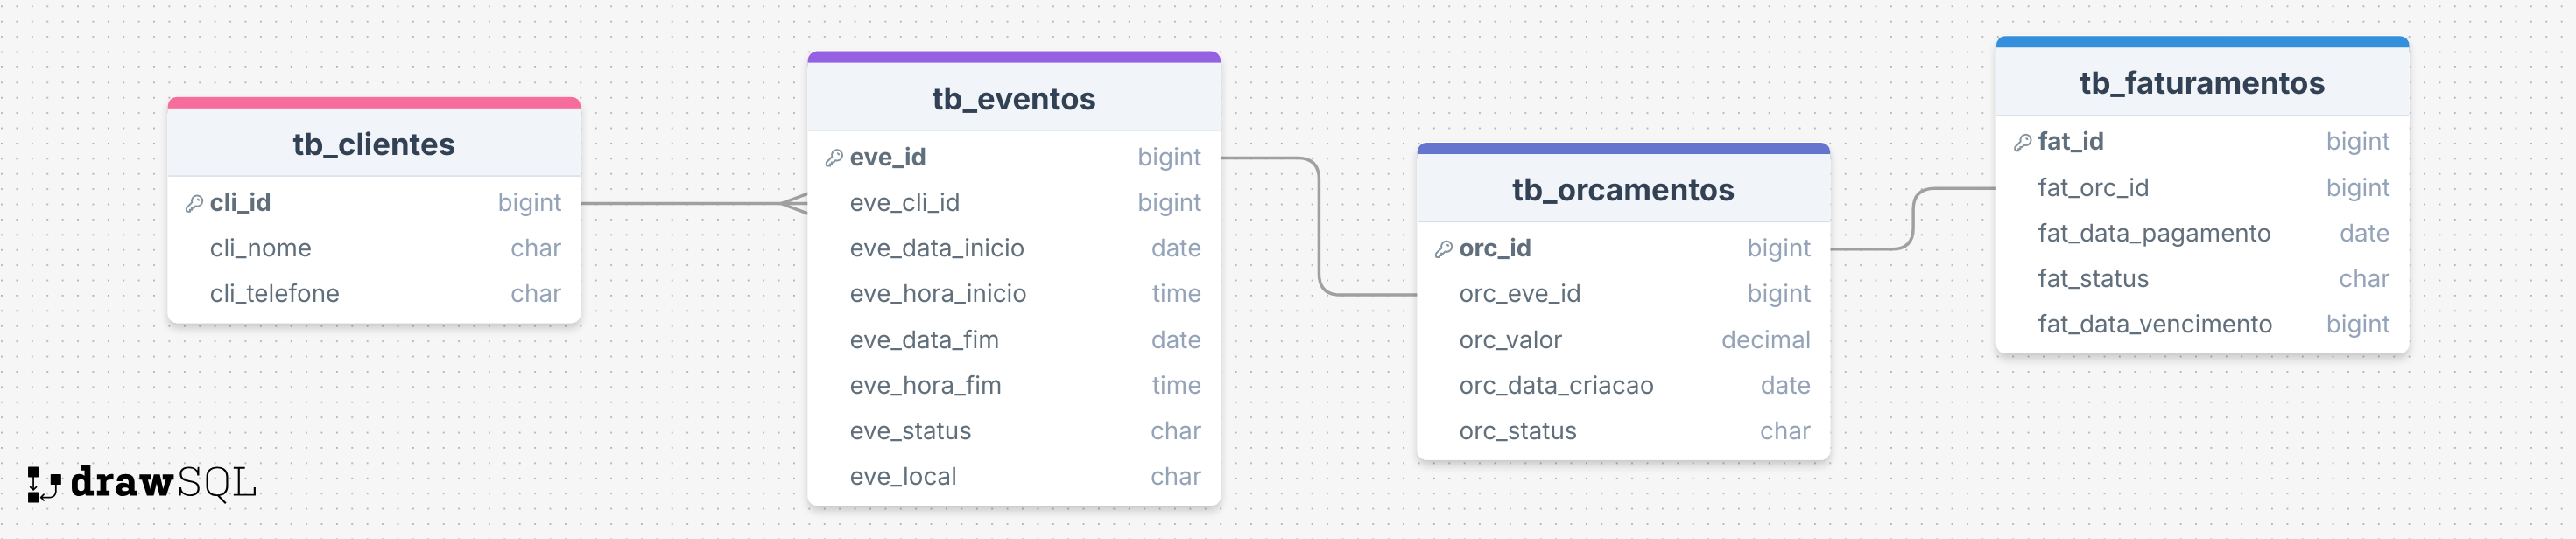 tb_clientes
cli_id bigint
cli_nome char
cli_telefone char
tb_eventos
eve_id bigint
eve_cli_id bigint
eve_data_inicio date
eve_hora_inicio time
eve_data_fim date
eve_hora_fim time
eve_status char
eve_local char
tb_orcamentos
orc_id bigint
orc_eve_id bigint
orc_valor decimal
orc_data_criacao date
orc_status char
tb_faturamentos
fat_id bigint
fat_orc_id bigint
fat_data_pagamento date
fat_status char
fat_data_vencimento bigint
drawSQL